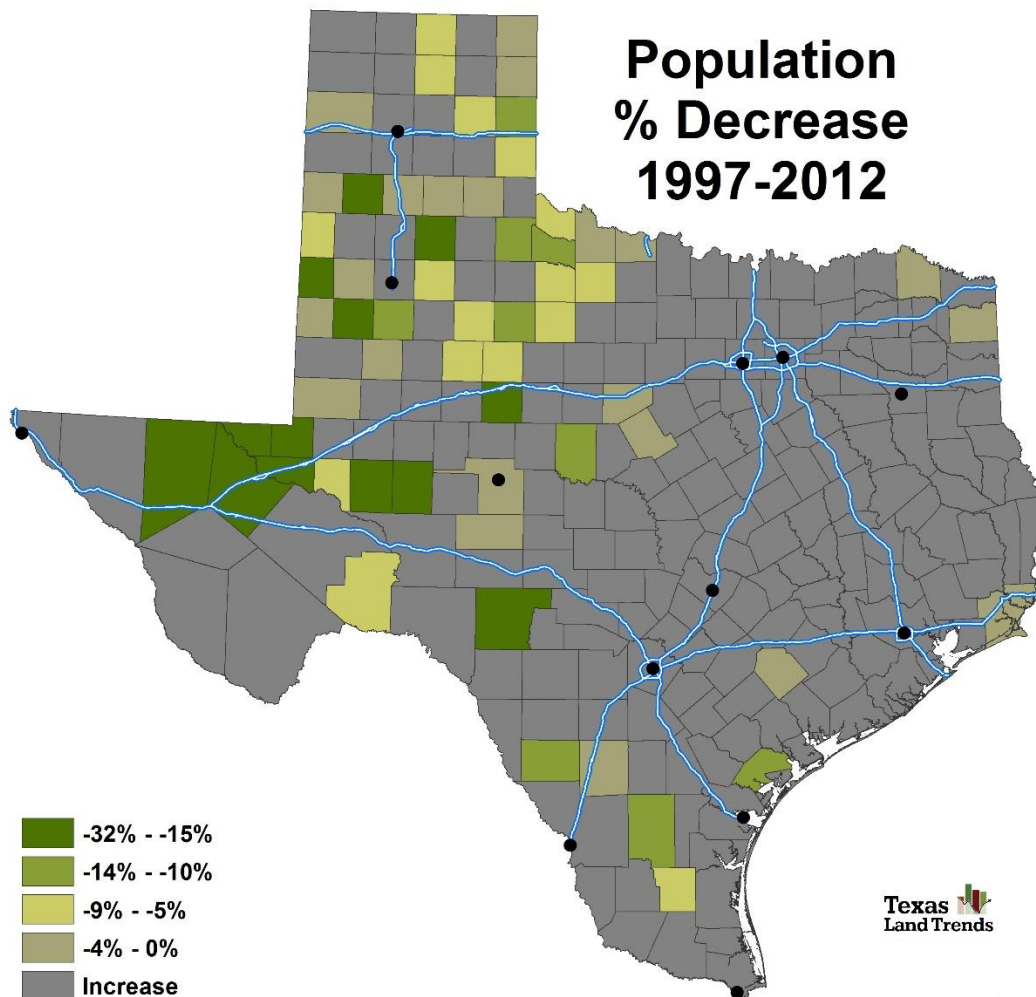 Population
% Decrease
1997-2012
-32% - -15%
-14% - -10%
-9% - -5%
-4% - 0%
Increase
Texas
Land Trends